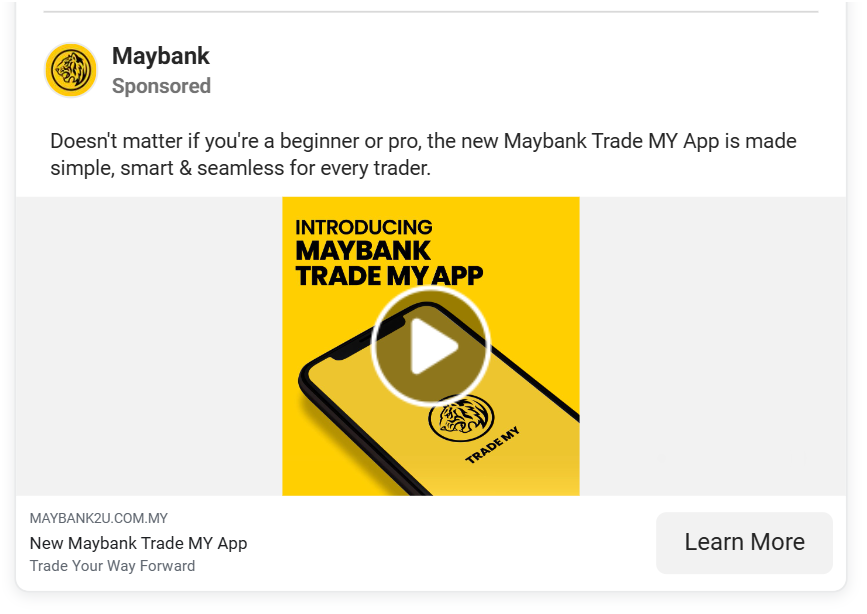 Maybank
Sponsored
Doesn't matter if you're a beginner or pro, the new Maybank Trade MY App is made
simple, smart & seamless for every trader.
INTRODUCING
MAYBANK
TRADE MY APP
TRADE MY
MAYBANK2U.COM.MY
New Maybank Trade MY App
Trade Your Way Forward
Learn More